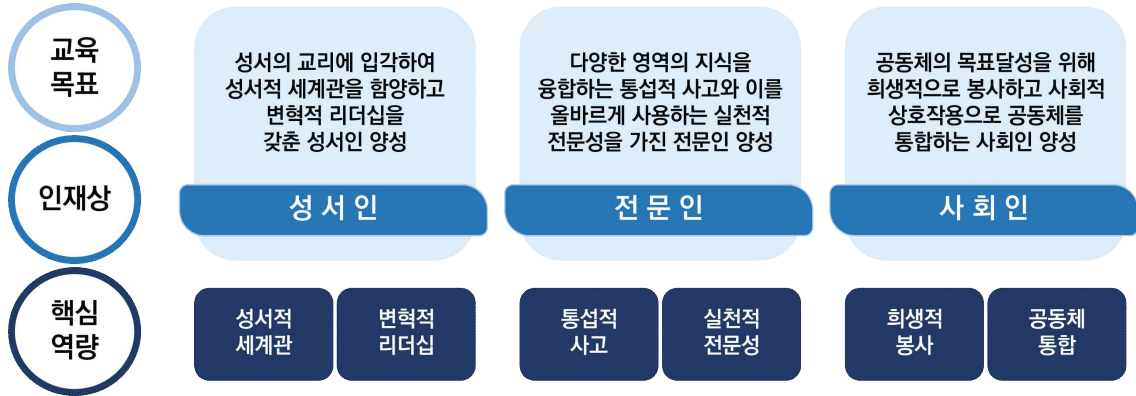 교육
목표
성서의 교리에 입각하여
성서적 세계관을 함양하고
변혁적 리더십을
갖춘 성서인 양성
다양한 영역의 지식을
융합하는 통섭적 사고와 이를
올바르게 사용하는 실천적
전문성을 가진 전문인 양성
공동체의 목표달성을 위해
희생적으로 봉사하고 사회적
상호작용으로 공동체를
통합하는 사회인 양성
인재상
성서인
전문인
사회인
핵심
역량
성서적
세계관
변혁적
리더십
통섭적
사고
실천적
전문성
희생적
봉사
공동체
통합